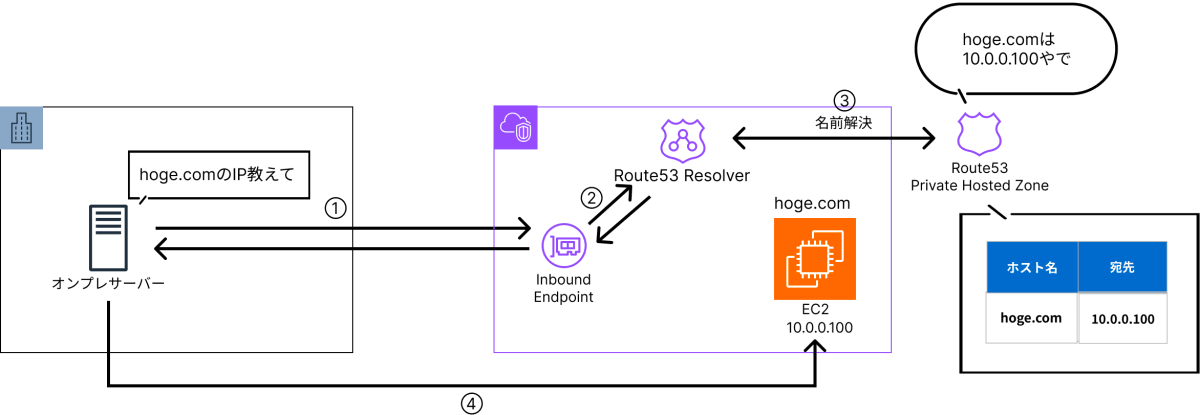 hoge.comは
10.0.0.100やで
③
名前解決
Route53 Resolver
Route53
Private Hosted Zone
hoge.comのIP教えて
①
②
hoge.com
オンプレサーバー
Inbound
Endpoint
EC2
10.0.0.100
ホスト名 宛先
hoge.com 10.0.0.100
④